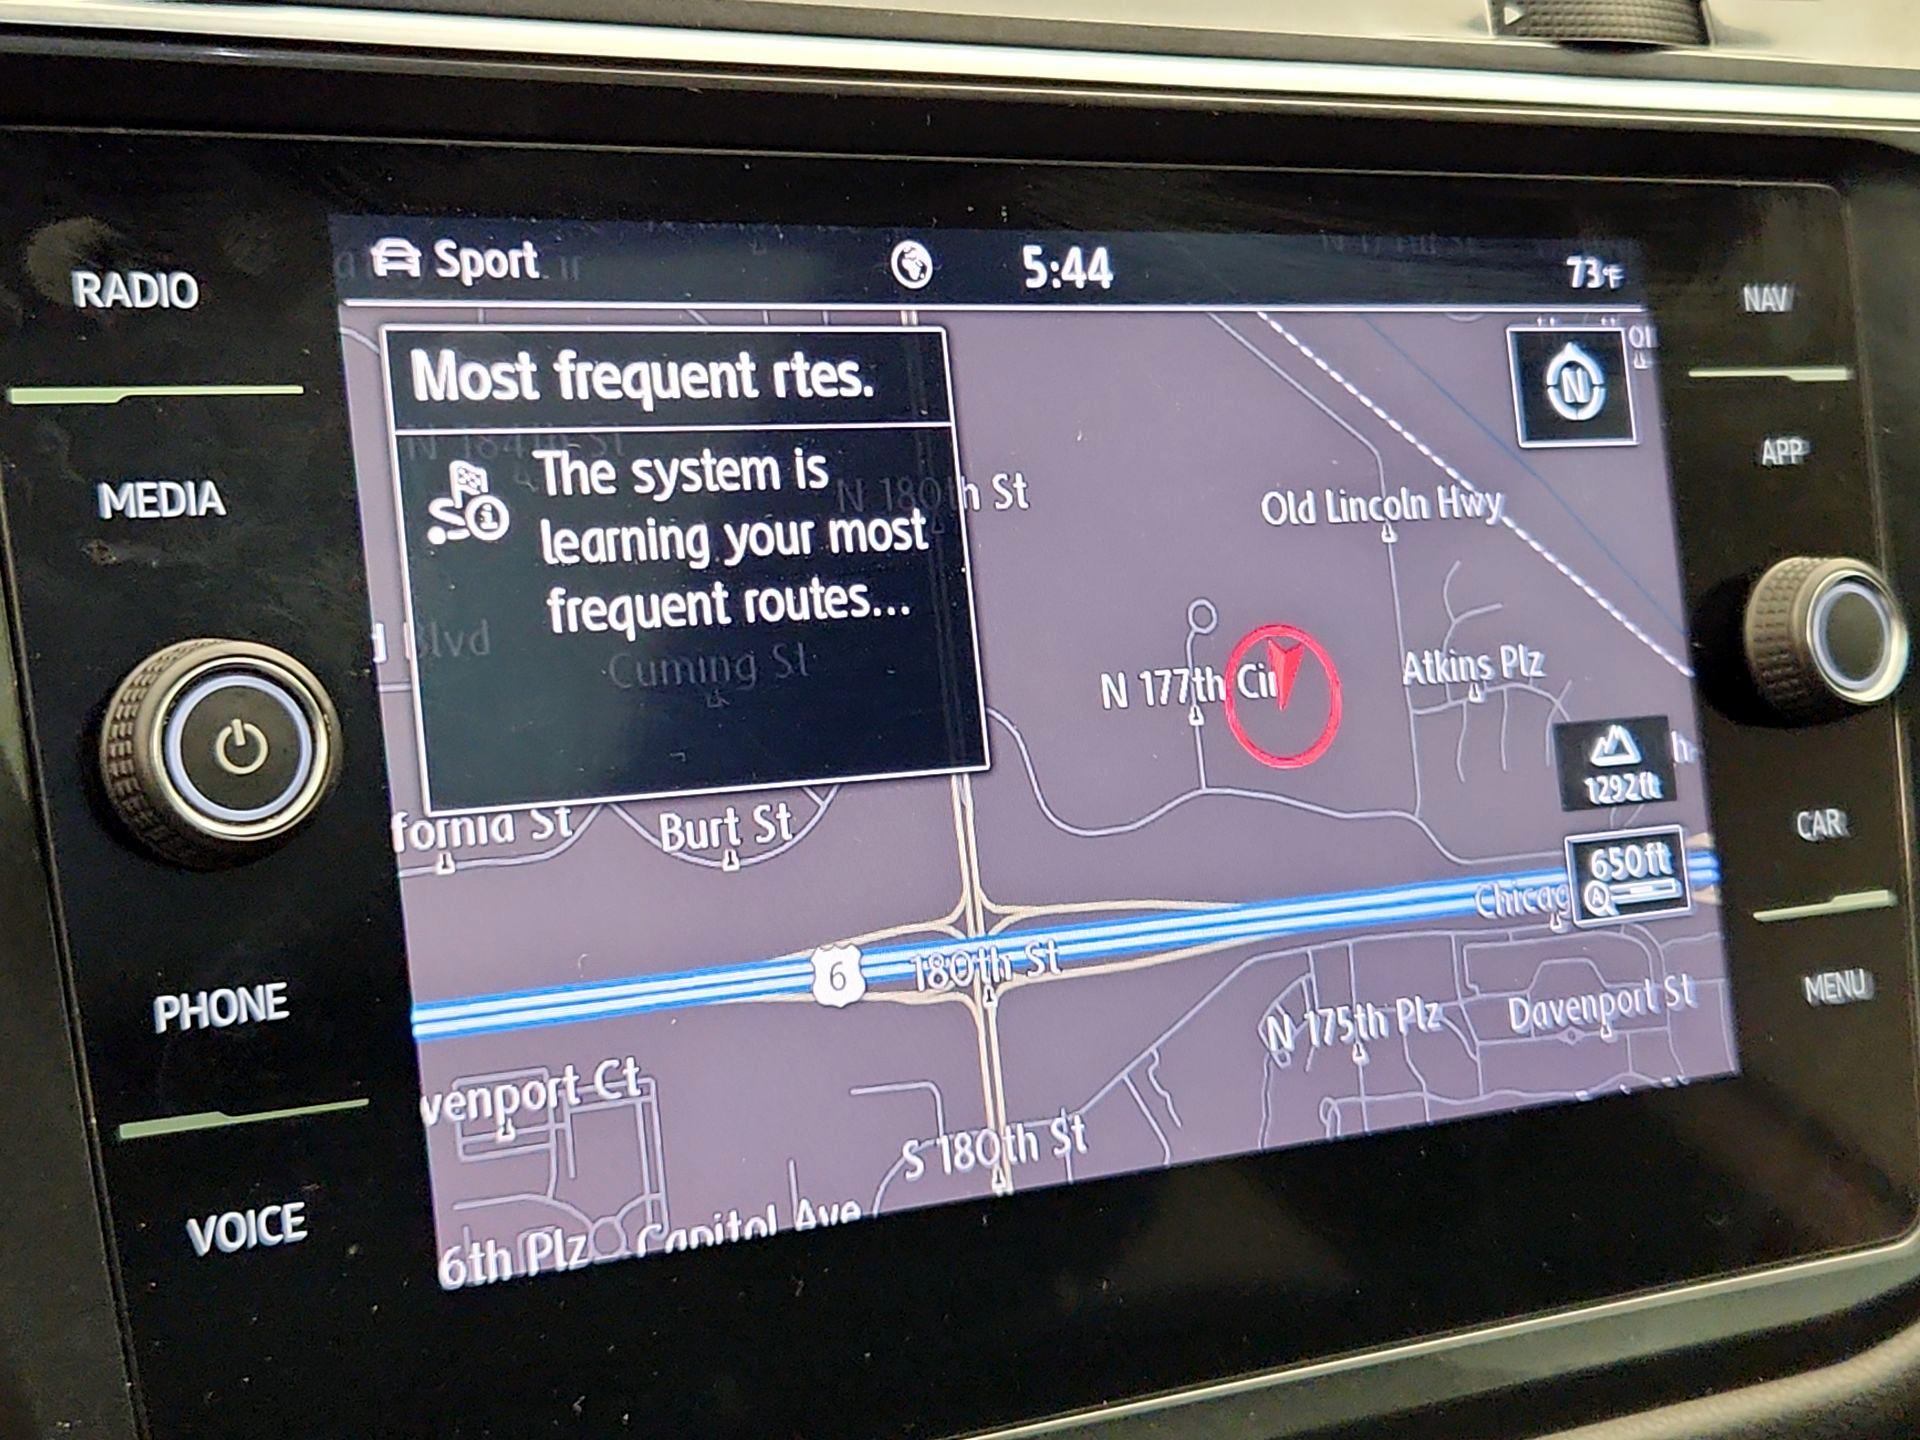 RADIO
MEDIA
PHONE
VOICE
Sport
5:44
73°F
Most frequent rtes.
The system is
learning your most
frequent routes...
N 184th St
N 180th St
Blvd
Cuming St
Old Lincoln Hwy
N
N 177th Cir
Atkins Plz
1292ft
650ft
A
fornia St
Burt St
Chicag
6
180th St
N 175th Plz
Davenport St
venport Ct
S 180th St
6th Plz
Capitol Ave
NAV
APP
CAR
MENU